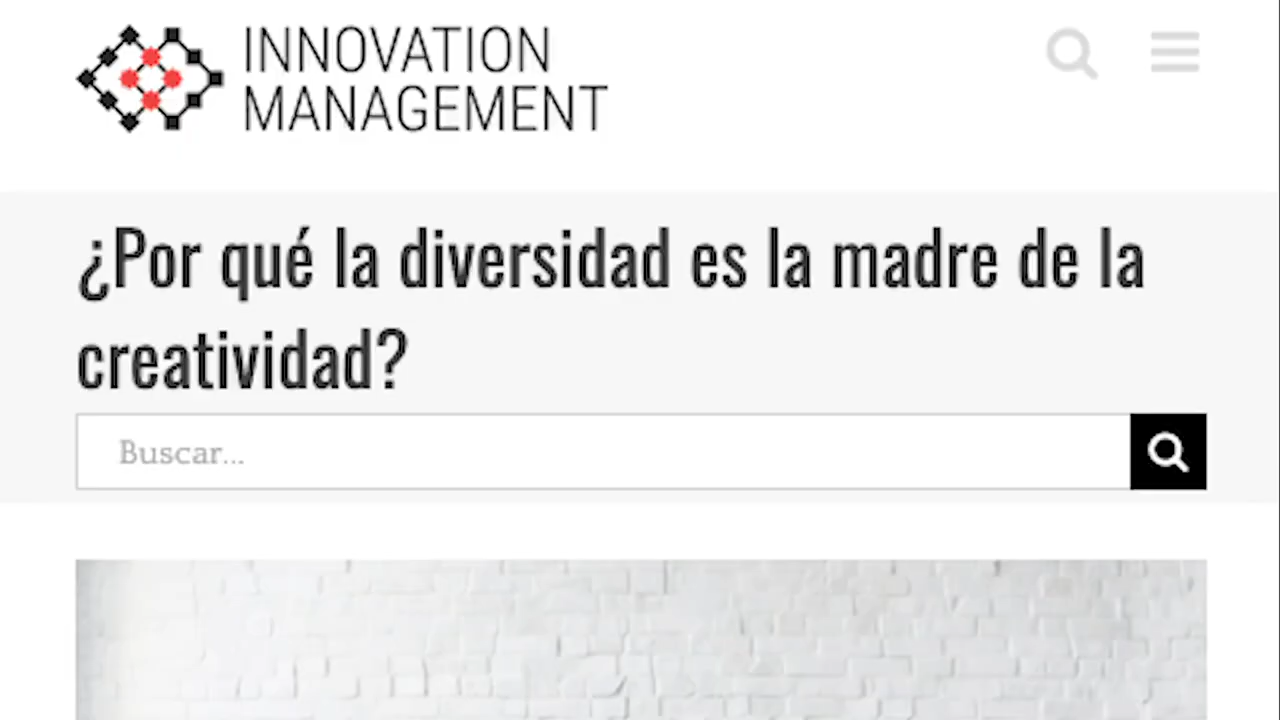 INNOVATION
MANAGEMENT
¿Por qué la diversidad es la madre de la
creatividad?
Buscar...